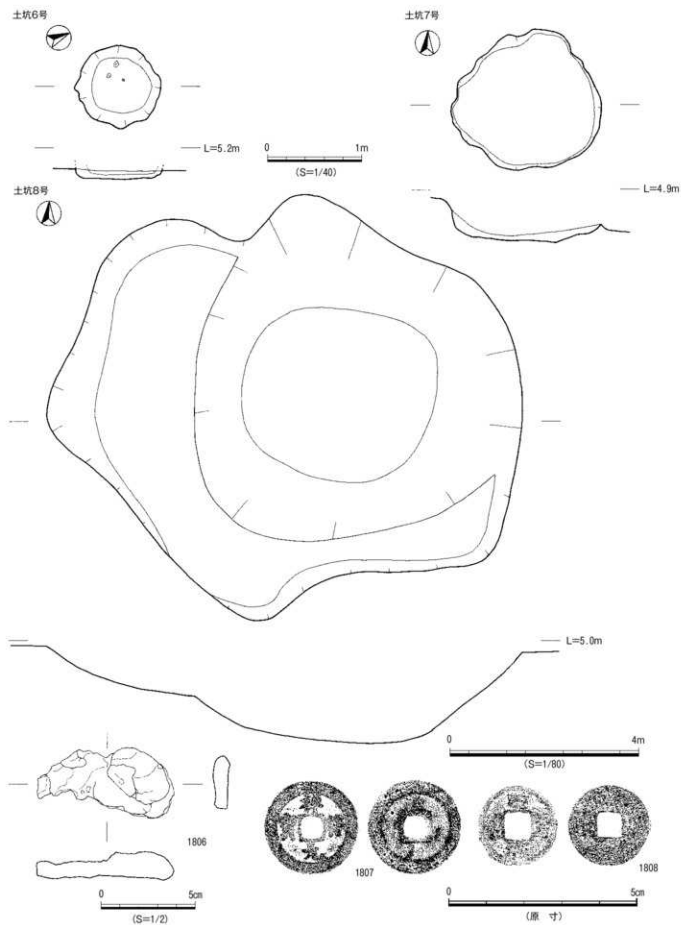 土坑6号
土坑7号
L=5.2m
0 1m
(S=1/40)
L=4.9m
土坑8号
L=5.0m
0 4m
(S=1/80)
1806
0 5cm
(S=1/2)
1807
1808
0 5cm
(原 寸)